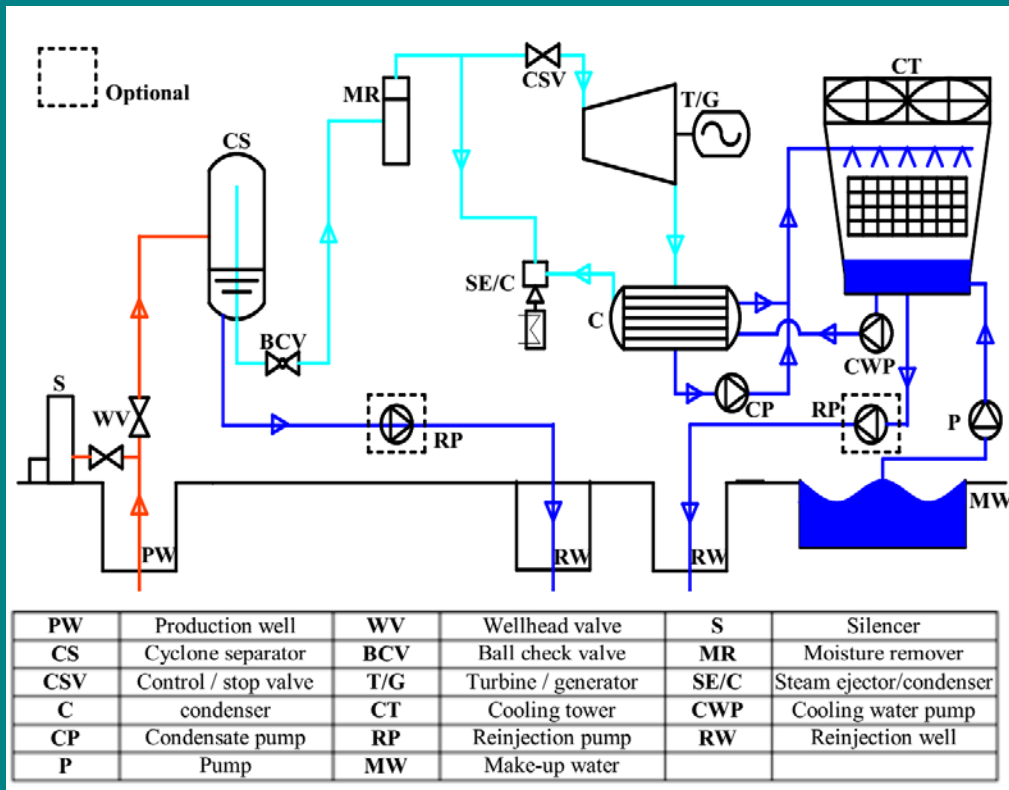 Optional
MR
CSV
CT
T/G
CS
SE/C
C
BCV
CWP
S
WV
CP
RP
RP
P
MW
PW
RW
RW
PW Production well WV Wellhead valve S Silencer
CS Cyclone separator BCV Ball check valve MR Moisture remover
CSV Control / stop valve T/G Turbine / generator SE/C Steam ejector/condenser
C condenser CT Cooling tower CWP Cooling water pump
CP Condensate pump RP Reinjection pump RW Reinjection well
P Pump MW Make-up water